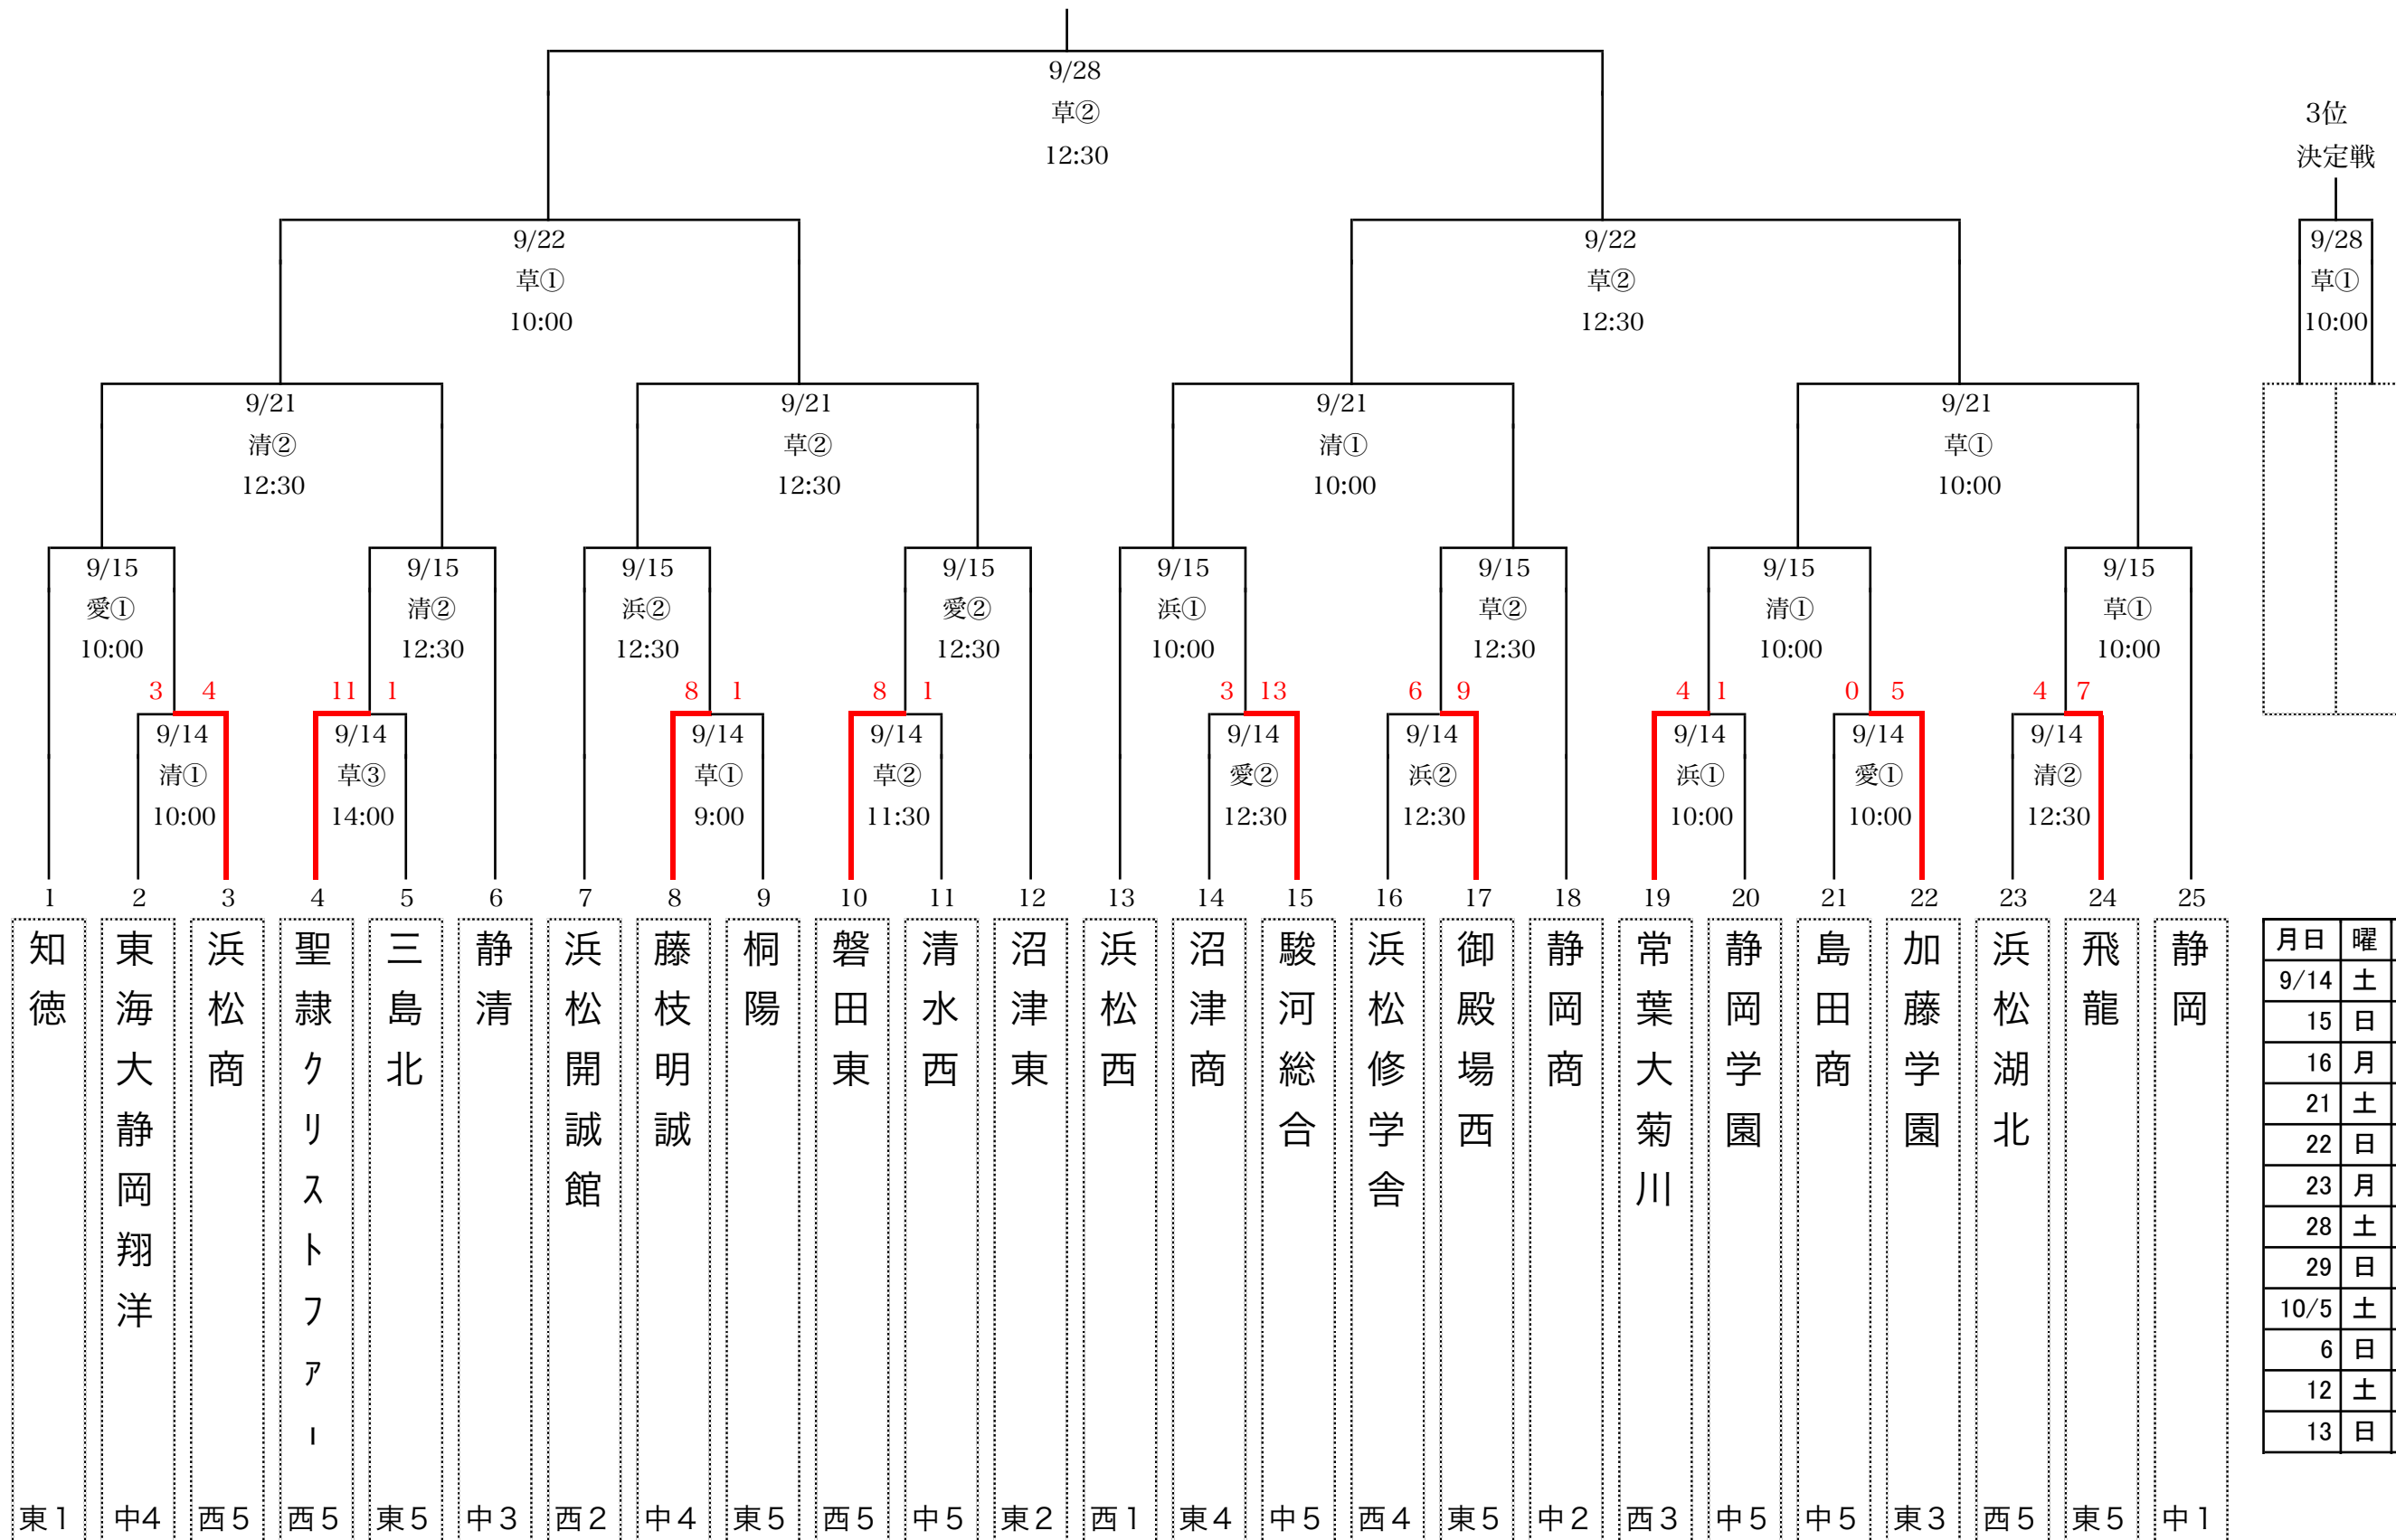 9/28
草②
12:30
3位
決定戦
9/22
草①
10:00
9/22
草②
12:30
9/28
草①
10:00
9/21
清②
12:30
9/21
草②
12:30
9/21
清①
10:00
9/21
草①
10:00
9/15
愛①
10:00
9/15
清②
12:30
9/15
浜②
12:30
9/15
愛②
12:30
9/15
浜①
10:00
9/15
草②
12:30
9/15
清①
10:00
9/15
草①
10:00
3 4
11 1
8 1
8 1
3 13
6 9
4 1
0 5
4 7
9/14
清①
10:00
9/14
草③
14:00
9/14
草①
9:00
9/14
草②
11:30
9/14
愛②
12:30
9/14
浜②
12:30
9/14
浜①
10:00
9/14
愛①
10:00
9/14
清②
12:30
1 2 3 4 5 6 7 8 9 10 11 12 13 14 15 16 17 18 19 20 21 22 23 24 25
知徳
東海大静岡翔洋
浜松商
聖隷クリストファー
三島北
静清
浜松開誠館
藤枝明誠
桐陽
磐田東
清水西
沼津東
浜松西
沼津商
駿河総合
浜松修学舎
御殿場西
静岡商
常葉大菊川
静岡学園
島田商
加藤学園
浜松湖北
飛龍
静岡
東1 中4 西5 西5 東5 中3 西2 中4 東5 西5 中5 東2 西1 東4 中5 西4 東5 中2 西3 中5 中5 東3 西5 東5 中1
月日 曜
9/14 土
15 日
16 月
21 土
22 日
23 月
28 土
29 日
10/5 土
6 日
12 土
13 日